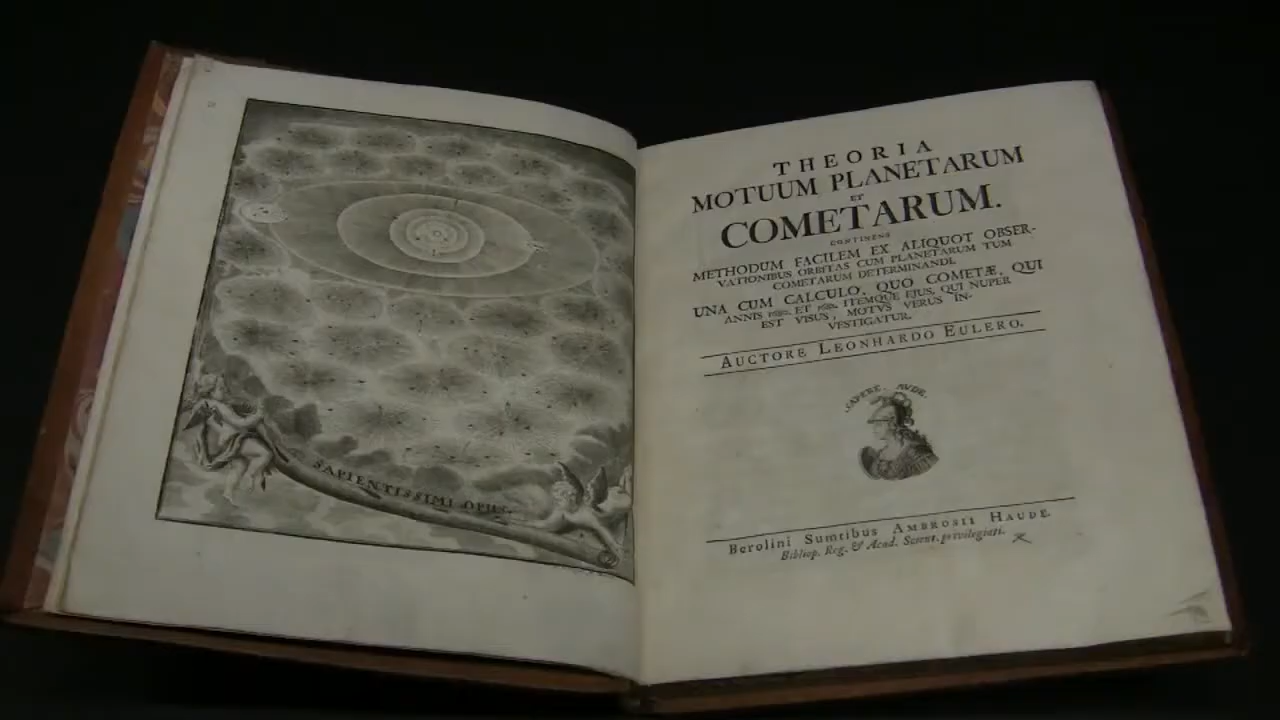 SAPIENTISSIMI OPUS.
THEORIA
MOTUUM PLANETARUM
ET
COMETARUM.
CONTINENS
METHODUM FACILEM EX ALIQUOT OBSER-
VATIONIBUS ORBITAS CUM PLANETARUM TUM
COMETARUM DETERMINANDI.
UNA CUM CALCULO, QUO COMETÆ, QUI
ANNIS ET ITEMQUE EJUS, QUI NUPER
EST VISUS, MOTVS VERUS IN-
VESTIGATUR.
AUCTORE LEONHARDO EULERO.
SAPERE AVDE.
Berolini Sumtibus AMBROSII HAUDE.
Bibliop. Reg. & Acad. Scient. privilegiati.